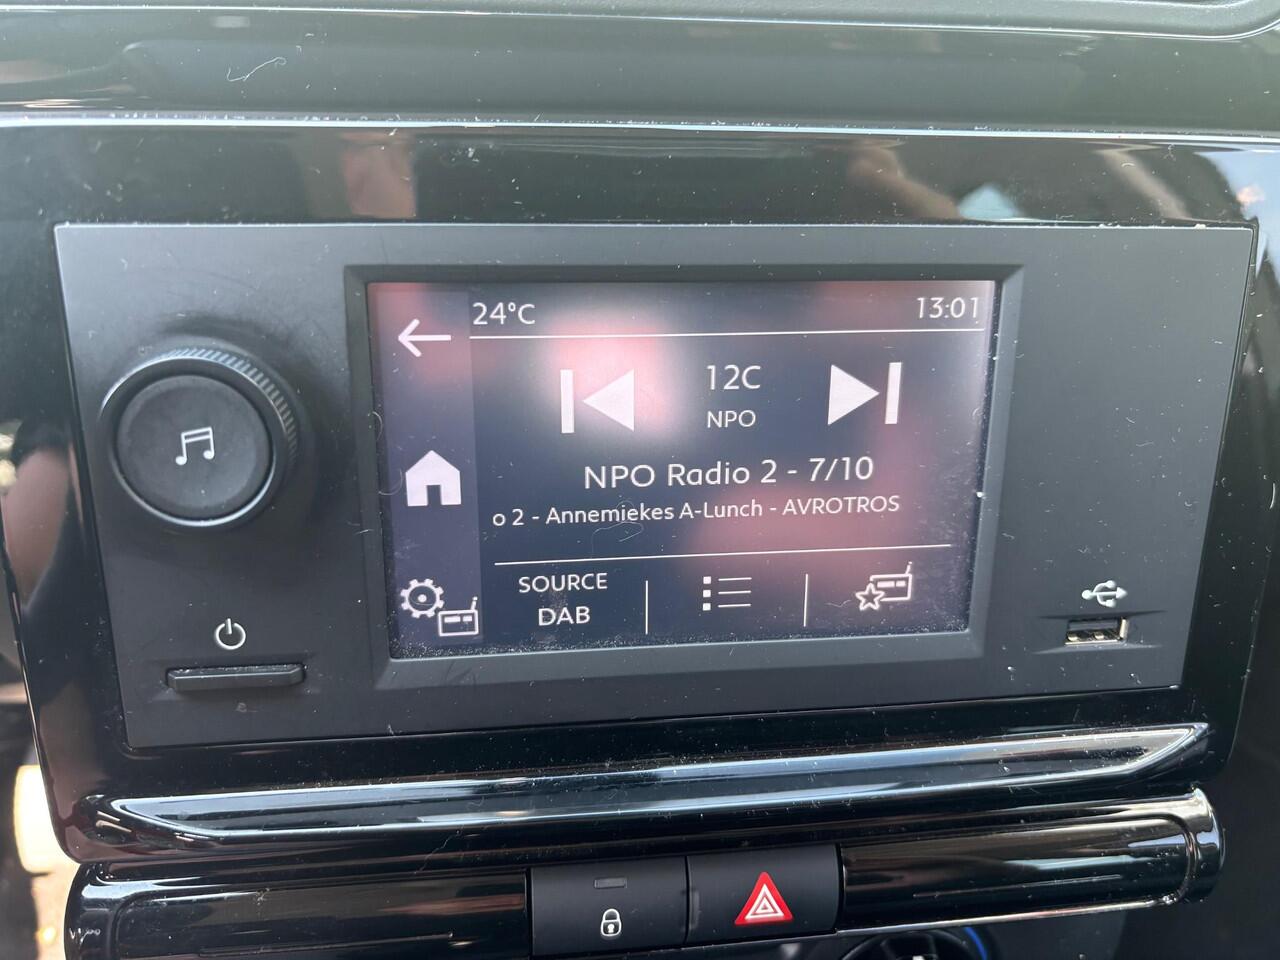 24°C
13:01
12C
NPO
NPO Radio 2 - 7/10
o 2 - Annemiekes A-Lunch - AVROTROS
SOURCE
DAB